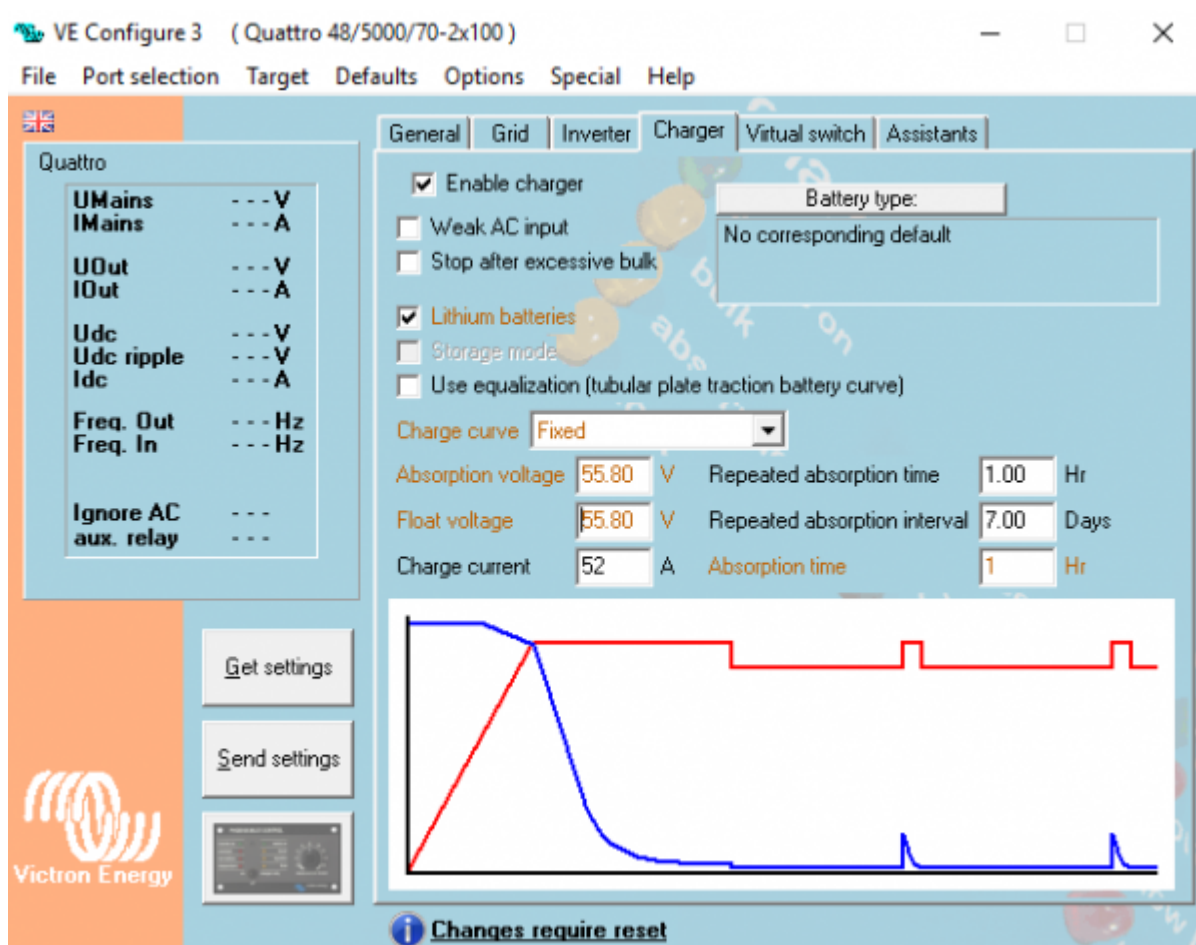 VE Configure 3 ( Quattro 48/5000/70-2x100 )
File Port selection Target Defaults Options Special Help
General Grid Inverter Charger Virtual switch Assistants
Quattro
UMains - - - V
IMains - - - A
UOut - - - V
IOut - - - A
Udc - - - V
Udc ripple - - - V
Idc - - - A
Freq. Out - - - Hz
Freq. In - - - Hz
Ignore AC - - -
aux. relay - - -
Get settings
Send settings
Victron Energy
Enable charger
Weak AC input
Stop after excessive bulk
Battery type:
No corresponding default
Lithium batteries
Storage mode
Use equalization (tubular plate traction battery curve)
Charge curve Fixed
Absorption voltage 55.80 V Repeated absorption time 1.00 Hr
Float voltage 55.80 V Repeated absorption interval 7.00 Days
Charge current 52 A Absorption time 1 Hr
bulk
abs
on
Changes require reset